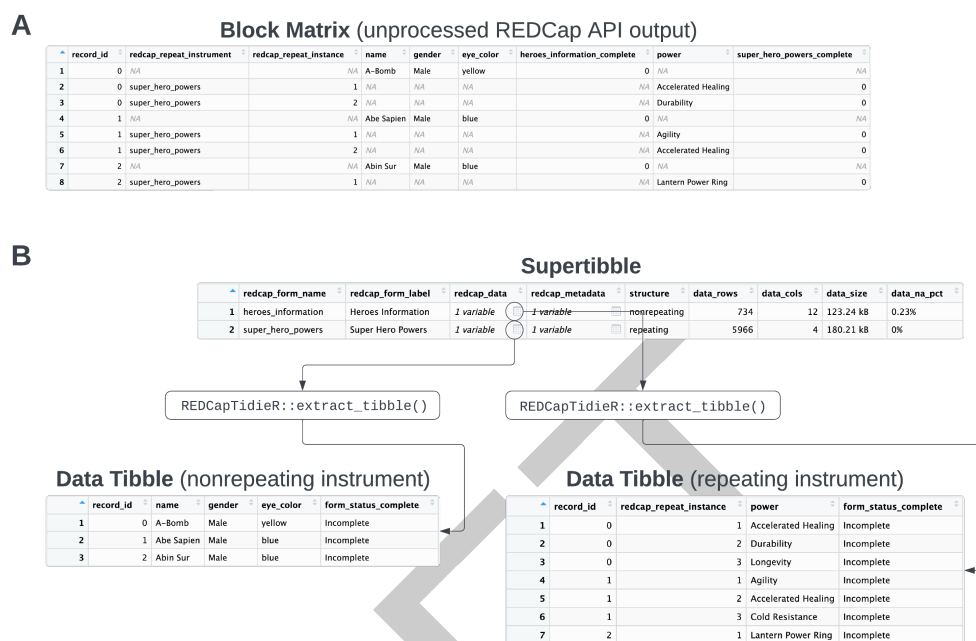 A
Block Matrix (unprocessed REDCap API output)
record_id redcap_repeat_instrument redcap_repeat_instance name gender eye_color heroes_information_complete power super_hero_powers_complete
1 0 NA NA A-Bomb Male yellow 0 NA NA
2 0 super_hero_powers 1 NA NA NA NA Accelerated Healing 0
3 0 super_hero_powers 2 NA NA NA NA Durability 0
4 1 NA NA Abe Sapien Male blue 0 NA NA
5 1 super_hero_powers 1 NA NA NA NA Agility 0
6 1 super_hero_powers 2 NA NA NA NA Accelerated Healing 0
7 2 NA NA Abin Sur Male blue 0 NA NA
8 2 super_hero_powers 1 NA NA NA NA Lantern Power Ring 0
B
Supertibble
redcap_form_name redcap_form_label redcap_data redcap_metadata structure data_rows data_cols data_size data_na_pct
1 heroes_information Heroes Information 1 variable 1 variable nonrepeating 734 12 123.24 kB 0.23%
2 super_hero_powers Super Hero Powers 1 variable 1 variable repeating 5966 4 180.21 kB 0%
REDCapTidieR::extract_tibble()
REDCapTidieR::extract_tibble()
Data Tibble (nonrepeating instrument)
record_id name gender eye_color form_status_complete
1 0 A-Bomb Male yellow Incomplete
2 1 Abe Sapien Male blue Incomplete
3 2 Abin Sur Male blue Incomplete
Data Tibble (repeating instrument)
record_id redcap_repeat_instance power form_status_complete
1 0 1 Accelerated Healing Incomplete
2 0 2 Durability Incomplete
3 0 3 Longevity Incomplete
4 1 1 Agility Incomplete
5 1 2 Accelerated Healing Incomplete
6 1 3 Cold Resistance Incomplete
7 2 1 Lantern Power Ring Incomplete